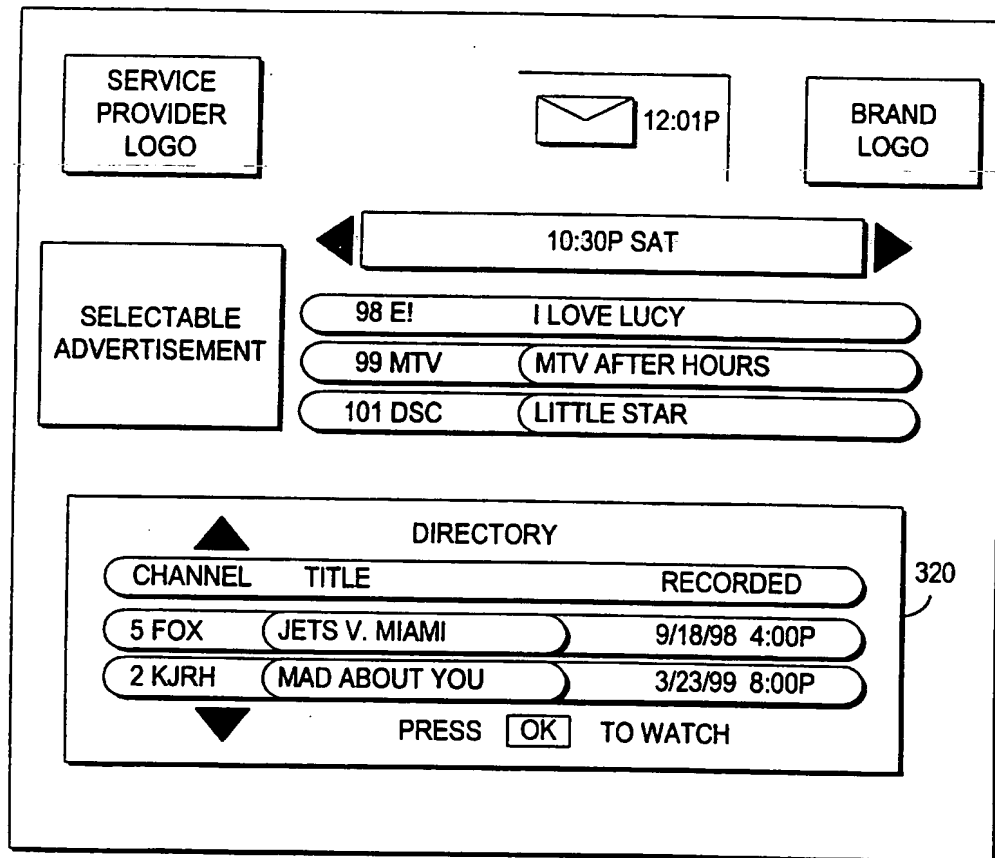 SERVICE
PROVIDER
LOGO
12:01P
BRAND
LOGO
10:30P SAT
SELECTABLE
ADVERTISEMENT
98 E! I LOVE LUCY
99 MTV MTV AFTER HOURS
101 DSC LITTLE STAR
DIRECTORY
CHANNEL TITLE RECORDED
5 FOX JETS V. MIAMI 9/18/98 4:00P
2 KJRH MAD ABOUT YOU 3/23/99 8:00P
PRESS OK TO WATCH
320